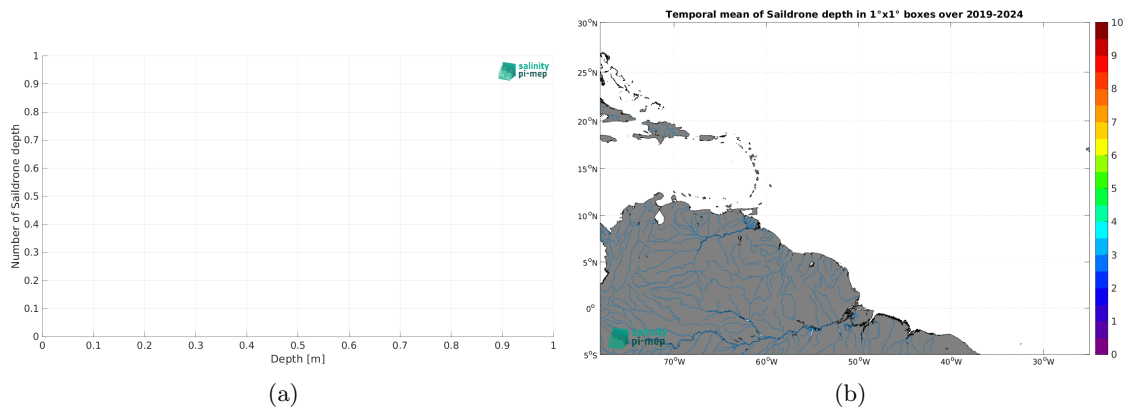 Temporal mean of Saildrone depth in 1°x1° boxes over 2019-2024
salinity
pi-mep
Number of Saildrone depth
1
0.9
0.8
0.7
0.6
0.5
0.4
0.3
0.2
0.1
0
0 0.1 0.2 0.3 0.4 0.5 0.6 0.7 0.8 0.9 1
Depth [m]
(a)
30°N
25°N
20°N
15°N
10°N
5°N
0°
5°S
70°W 60°W 50°W 40°W 30°W
salinity
pi-mep
10
9
8
7
6
5
4
3
2
1
0
(b)